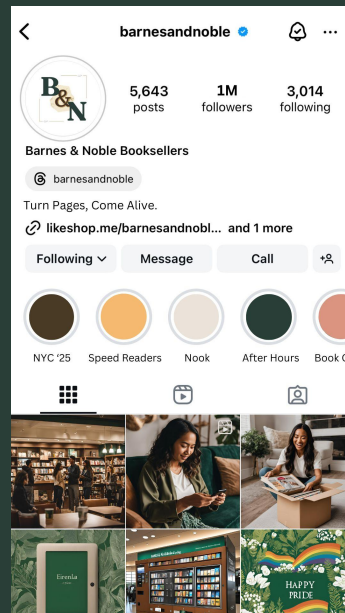 barnesandnoble
B&N
5,643 1M 3,014
posts followers following
Barnes & Noble Booksellers
barnesandnoble
Turn Pages, Come Alive.
likeshop.me/barnesandnobl... and 1 more
Following Message Call
NYC '25 Speed Readers Nook After Hours Book C
HAPPY
PRIDE